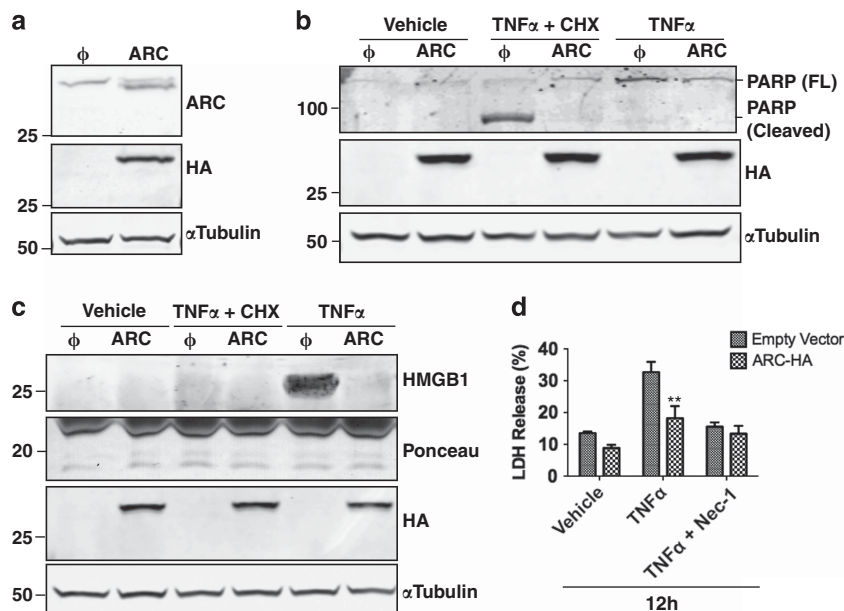 a
ϕ ARC
ARC
25
HA
25
αTubulin
50
b
Vehicle TNFα + CHX TNFα
ϕ ARC ϕ ARC ϕ ARC
PARP (FL)
100
PARP
(Cleaved)
HA
25
αTubulin
50
c
Vehicle TNFα + CHX TNFα
ϕ ARC ϕ ARC ϕ ARC
HMGB1
25
Ponceau
20
HA
25
αTubulin
50
d
Empty Vector
ARC-HA
LDH Release (%)
40
30
20
10
0
**
Vehicle
TNFα
TNFα + Nec-1
12h